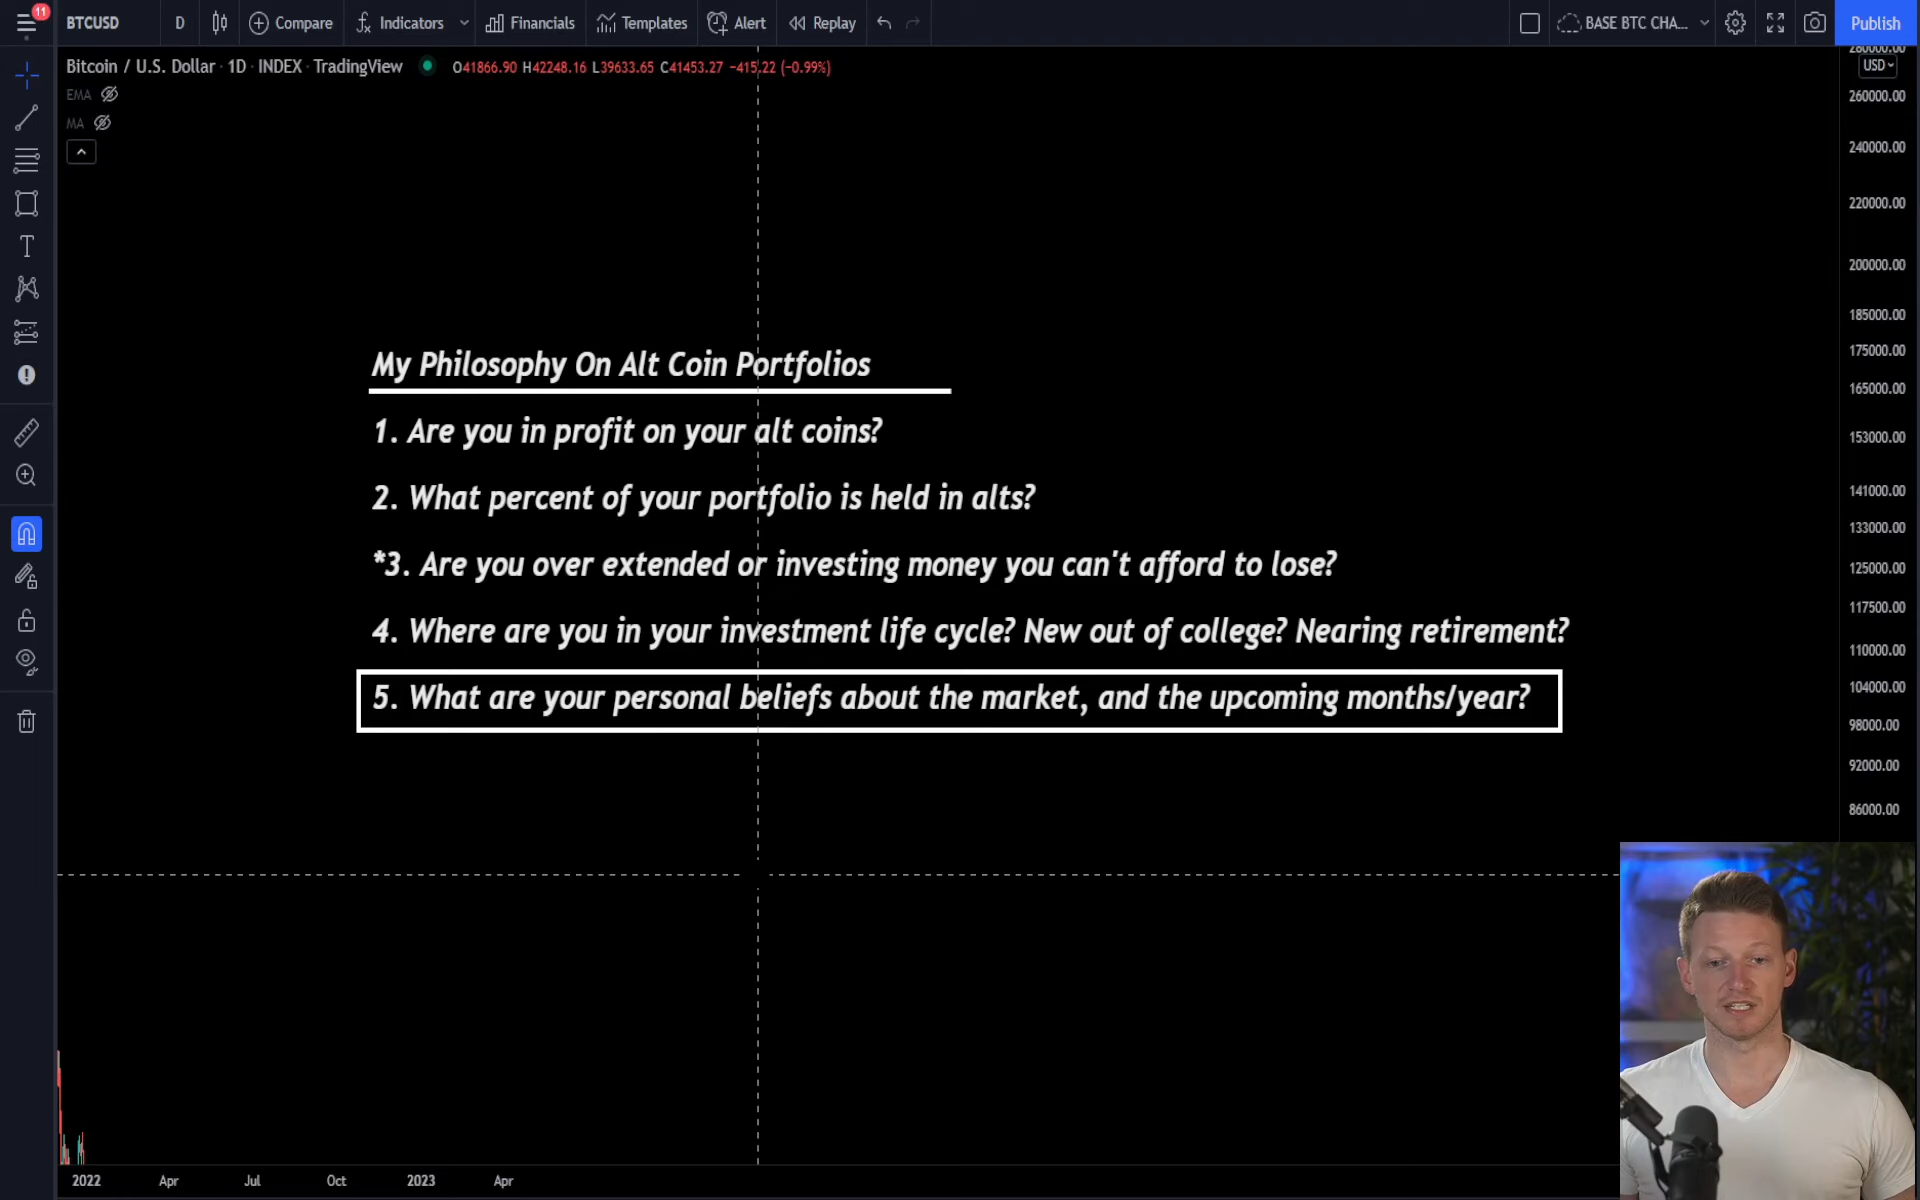 11
BTCUSD D Compare Indicators Financials Templates Alert Replay BASE BTC CHA... Publish
Bitcoin / U.S. Dollar · 1D · INDEX · TradingView O41866.90 H42248.16 L39633.65 C41453.27 −415.22 (−0.99%)
EMA
MA
280000.00
USD
260000.00
240000.00
220000.00
200000.00
185000.00
175000.00
165000.00
153000.00
141000.00
133000.00
125000.00
117500.00
110000.00
104000.00
98000.00
92000.00
86000.00
My Philosophy On Alt Coin Portfolios
1. Are you in profit on your alt coins?
2. What percent of your portfolio is held in alts?
*3. Are you over extended or investing money you can't afford to lose?
4. Where are you in your investment life cycle? New out of college? Nearing retirement?
5. What are your personal beliefs about the market, and the upcoming months/year?
2022 Apr Jul Oct 2023 Apr